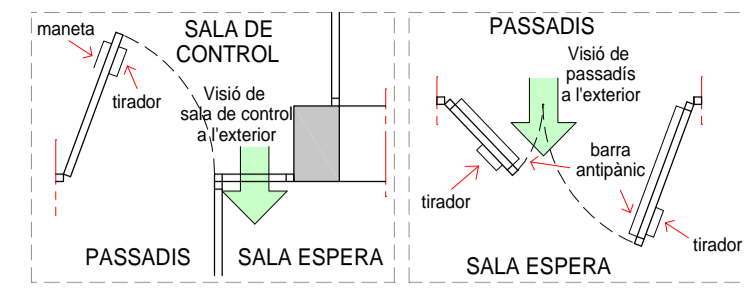 maneta
SALA DE
CONTROL
tirador
Visió de
sala de control
a l'exterior
PASSADIS
SALA ESPERA
PASSADIS
Visió de
passadís
a l'exterior
barra
antipànic
tirador
tirador
SALA ESPERA